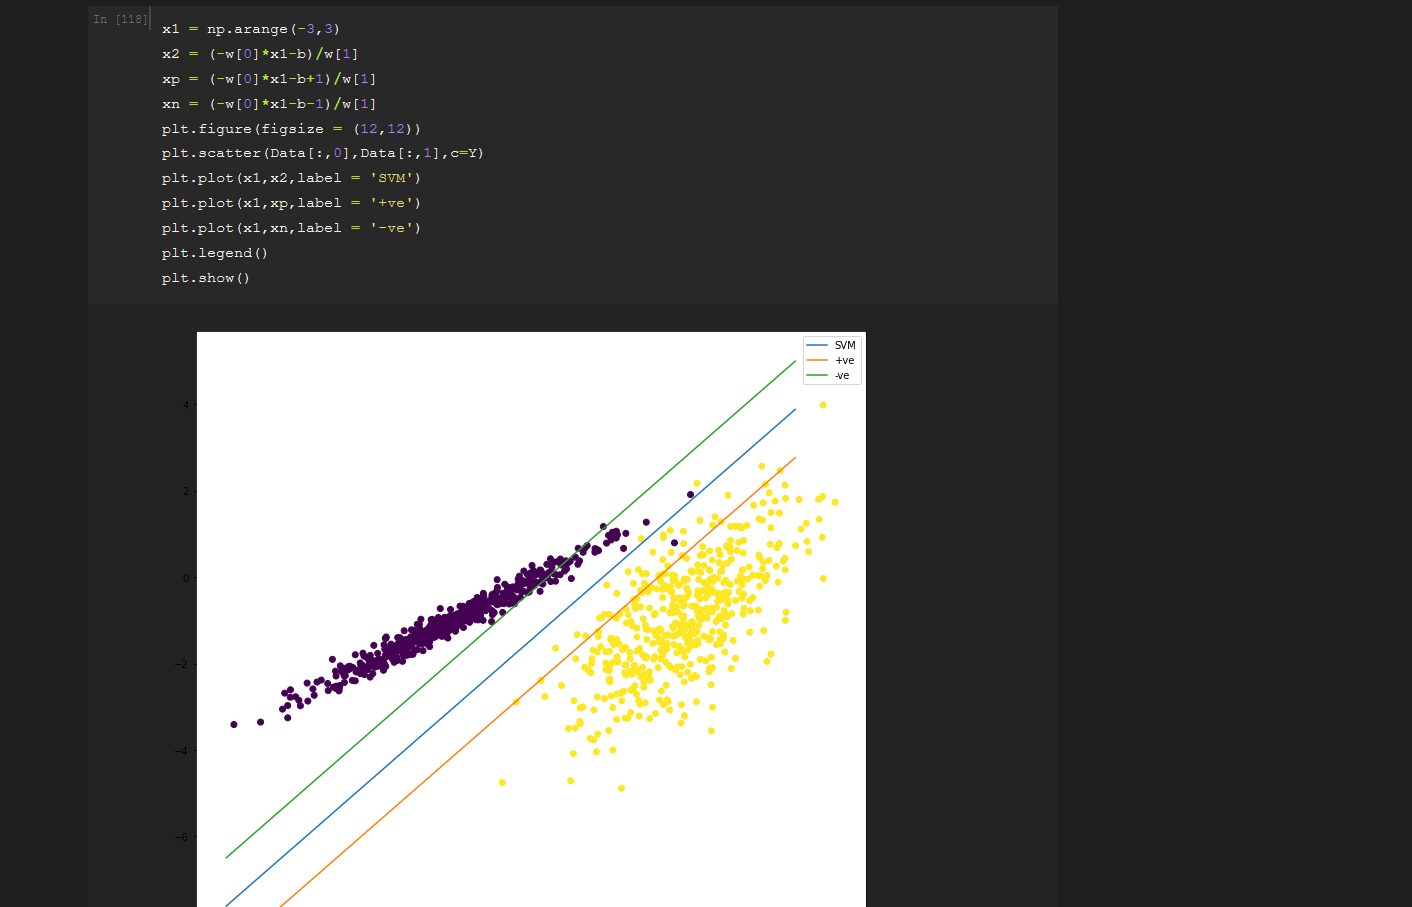 In [118]
x1 = np.arange(-3,3)
x2 = (-w[0]*x1-b)/w[1]
xp = (-w[0]*x1-b+1)/w[1]
xn = (-w[0]*x1-b-1)/w[1]
plt.figure(figsize = (12,12))
plt.scatter(Data[:,0],Data[:,1],c=Y)
plt.plot(x1,x2,label = 'SVM')
plt.plot(x1,xp,label = '+ve')
plt.plot(x1,xn,label = '-ve')
plt.legend()
plt.show()
SVM
+ve
-ve
4
2
0
−2
−4
−6